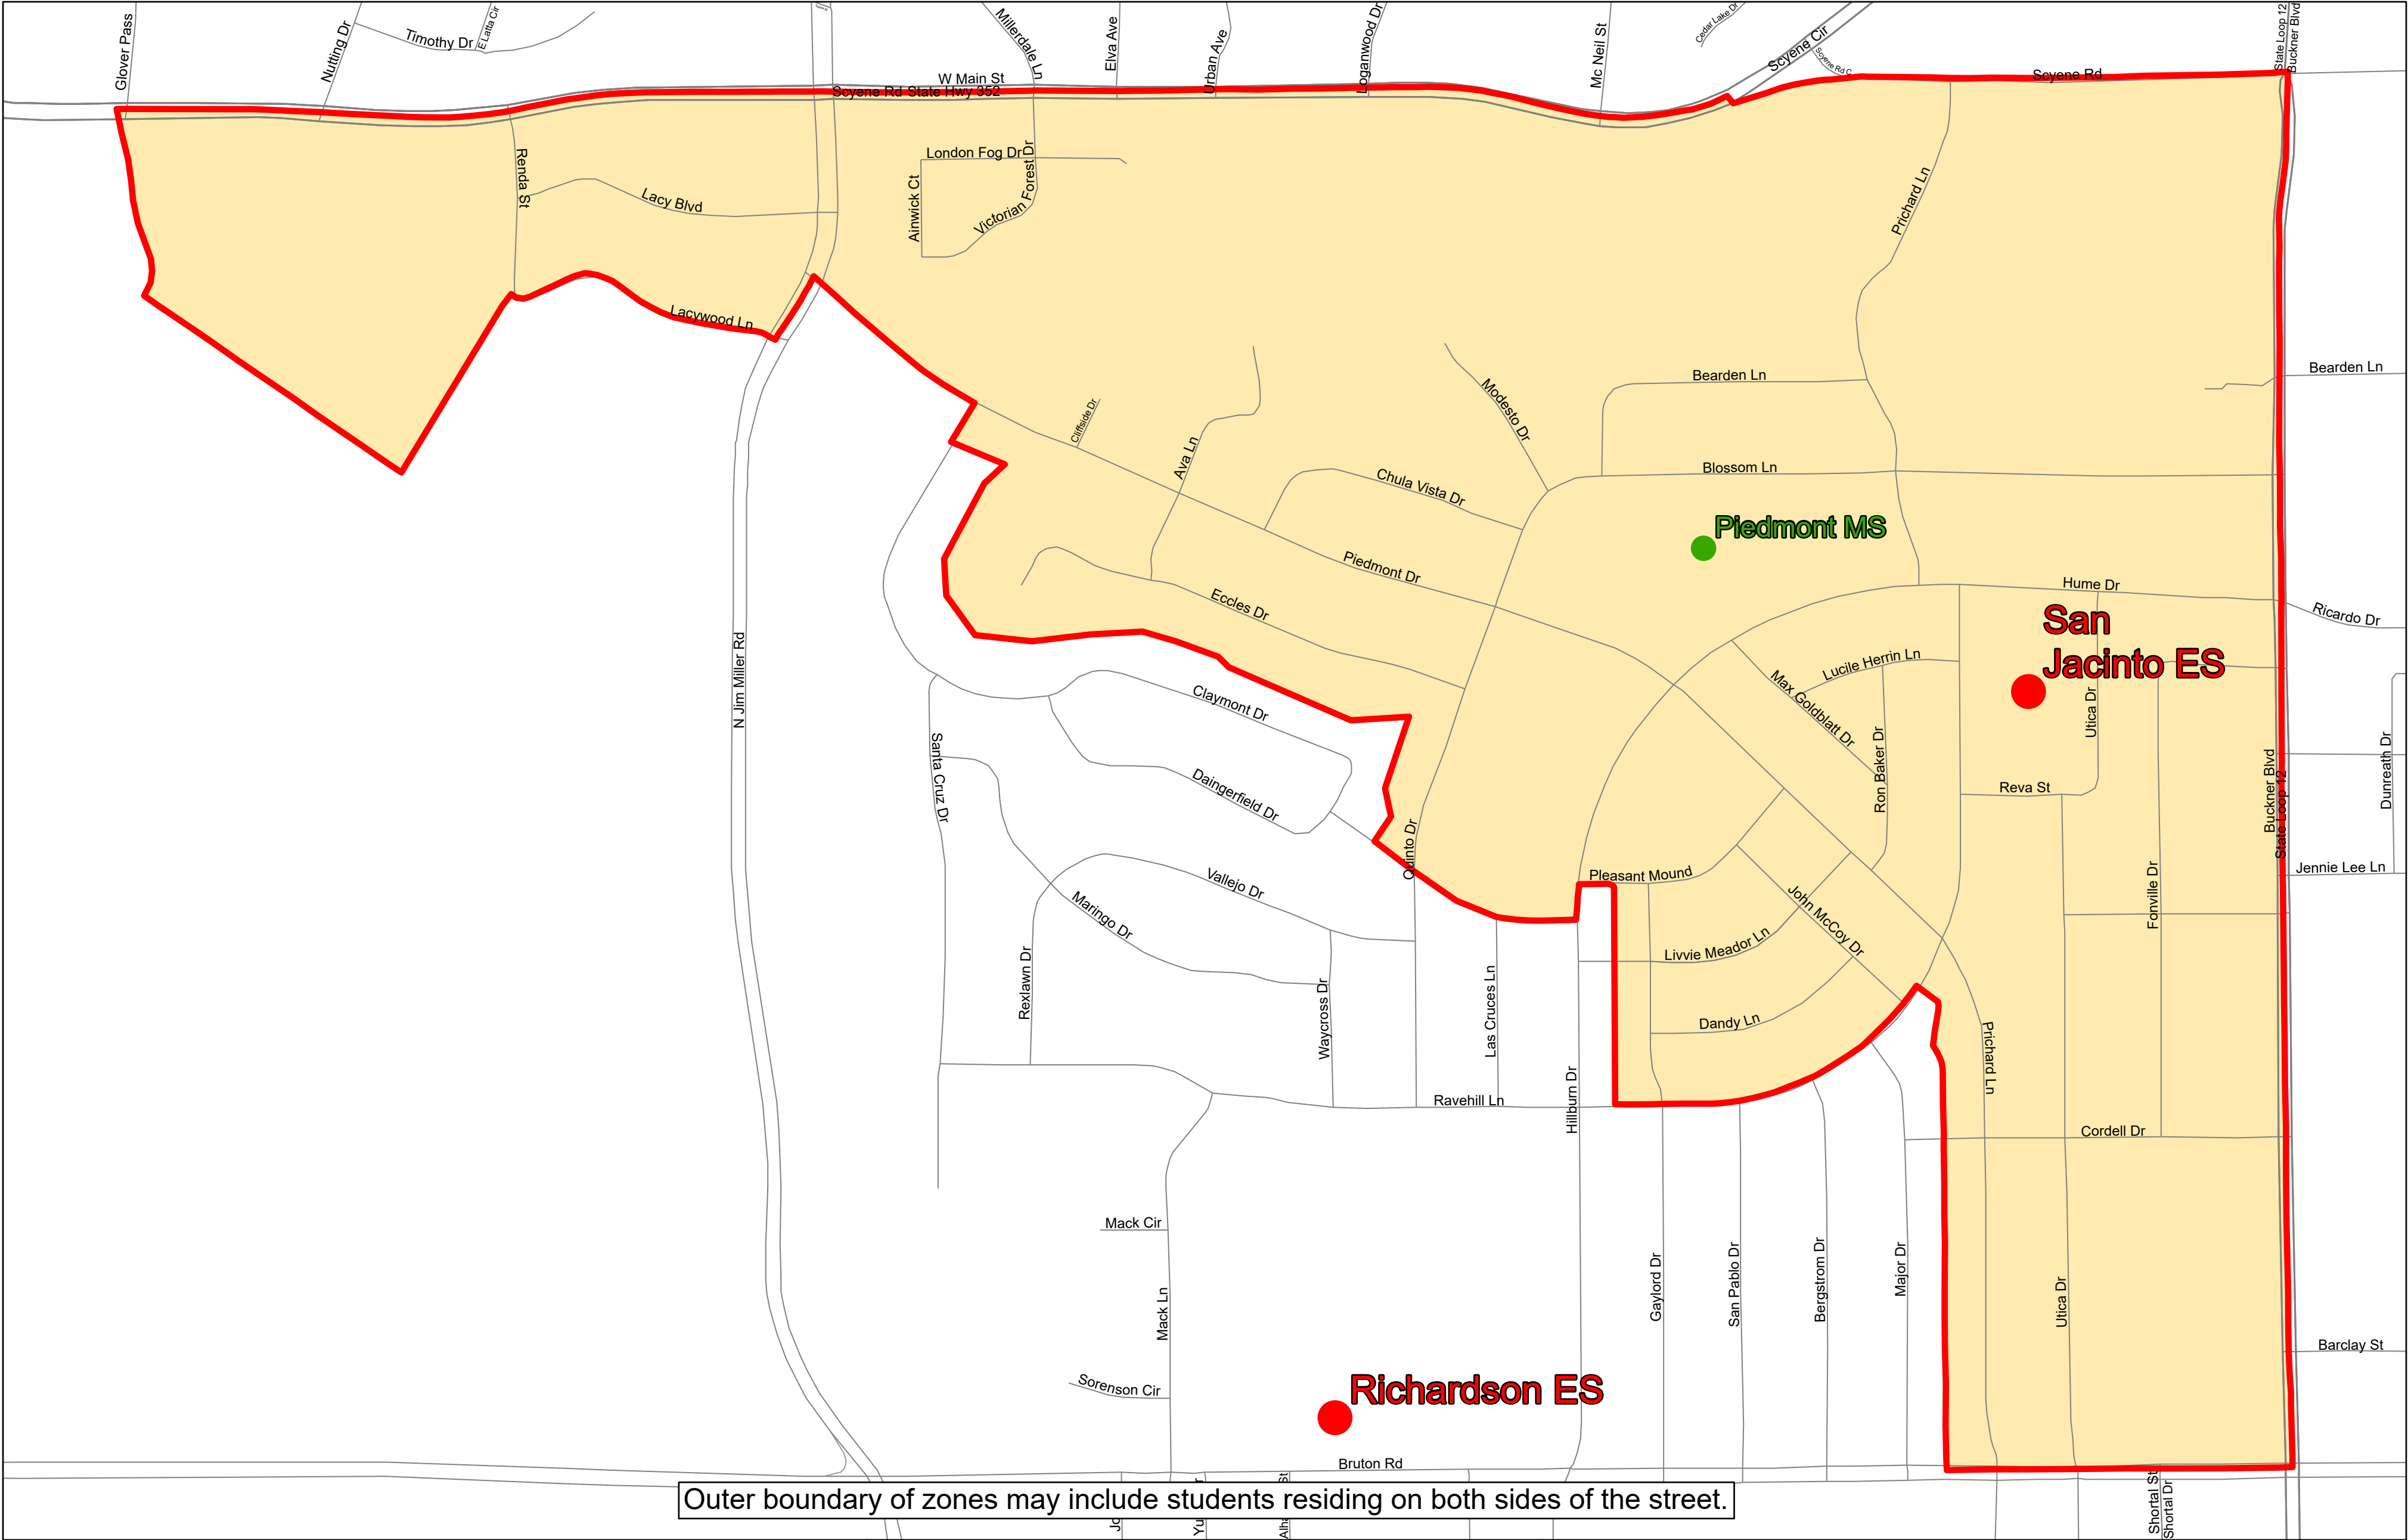 Glover Pass
Nutting Dr
Timothy Dr
E Latta Cir
Millerdale Ln
Elva Ave
Urban Ave
Loganwood Dr
Mc Neil St
Cedar Lake Dr
Scyene Cir
Scyene Rd C
State Loop 12
Buckner Blvd
W Main St
Scyene Rd State Hwy 352
Scyene Rd
Renda St
Lacy Blvd
London Fog Dr
Ainwick Ct
Victorian Forest Dr
Prichard Ln
Lacywood Ln
Bearden Ln
Bearden Ln
Cliffside Dr
Ava Ln
Modesto Dr
Chula Vista Dr
Blossom Ln
Piedmont MS
Piedmont Dr
Eccles Dr
Hume Dr
Ricardo Dr
San
Jacinto ES
Lucile Herrin Ln
Max Goldblatt Dr
Ron Baker Dr
Utica Dr
Reva St
N Jim Miller Rd
Claymont Dr
Santa Cruz Dr
Daingerfield Dr
Buckner Blvd
State Loop 12
Dunreath Dr
Quinto Dr
Pleasant Mound
Jennie Lee Ln
Vallejo Dr
Maringo Dr
John McCoy Dr
Fonville Dr
Livvie Meador Ln
Rexlawn Dr
Waycross Dr
Las Cruces Ln
Dandy Ln
Prichard Ln
Ravehill Ln
Hillburn Dr
Cordell Dr
Mack Cir
Mack Ln
Gaylord Dr
San Pablo Dr
Bergstrom Dr
Major Dr
Utica Dr
Barclay St
Sorenson Cir
Richardson ES
Bruton Rd
Outer boundary of zones may include students residing on both sides of the street.
Shortal St
Shortal Dr